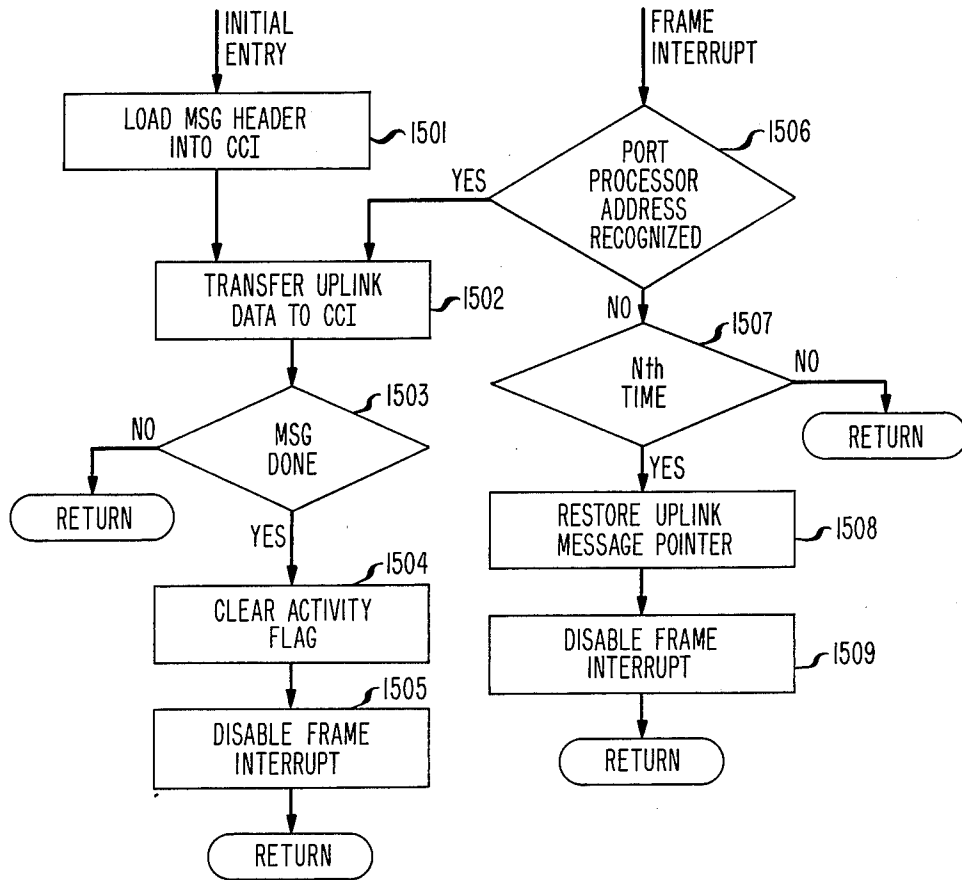 INITIAL
ENTRY
LOAD MSG HEADER
INTO CCI
1501
TRANSFER UPLINK
DATA TO CCI
1502
1503
MSG
DONE
NO
RETURN
YES
1504
CLEAR ACTIVITY
FLAG
1505
DISABLE FRAME
INTERRUPT
RETURN
FRAME
INTERRUPT
1506
PORT
PROCESSOR
ADDRESS
RECOGNIZED
YES
NO
1507
Nth
TIME
NO
RETURN
YES
RESTORE UPLINK
MESSAGE POINTER
1508
DISABLE FRAME
INTERRUPT
1509
RETURN